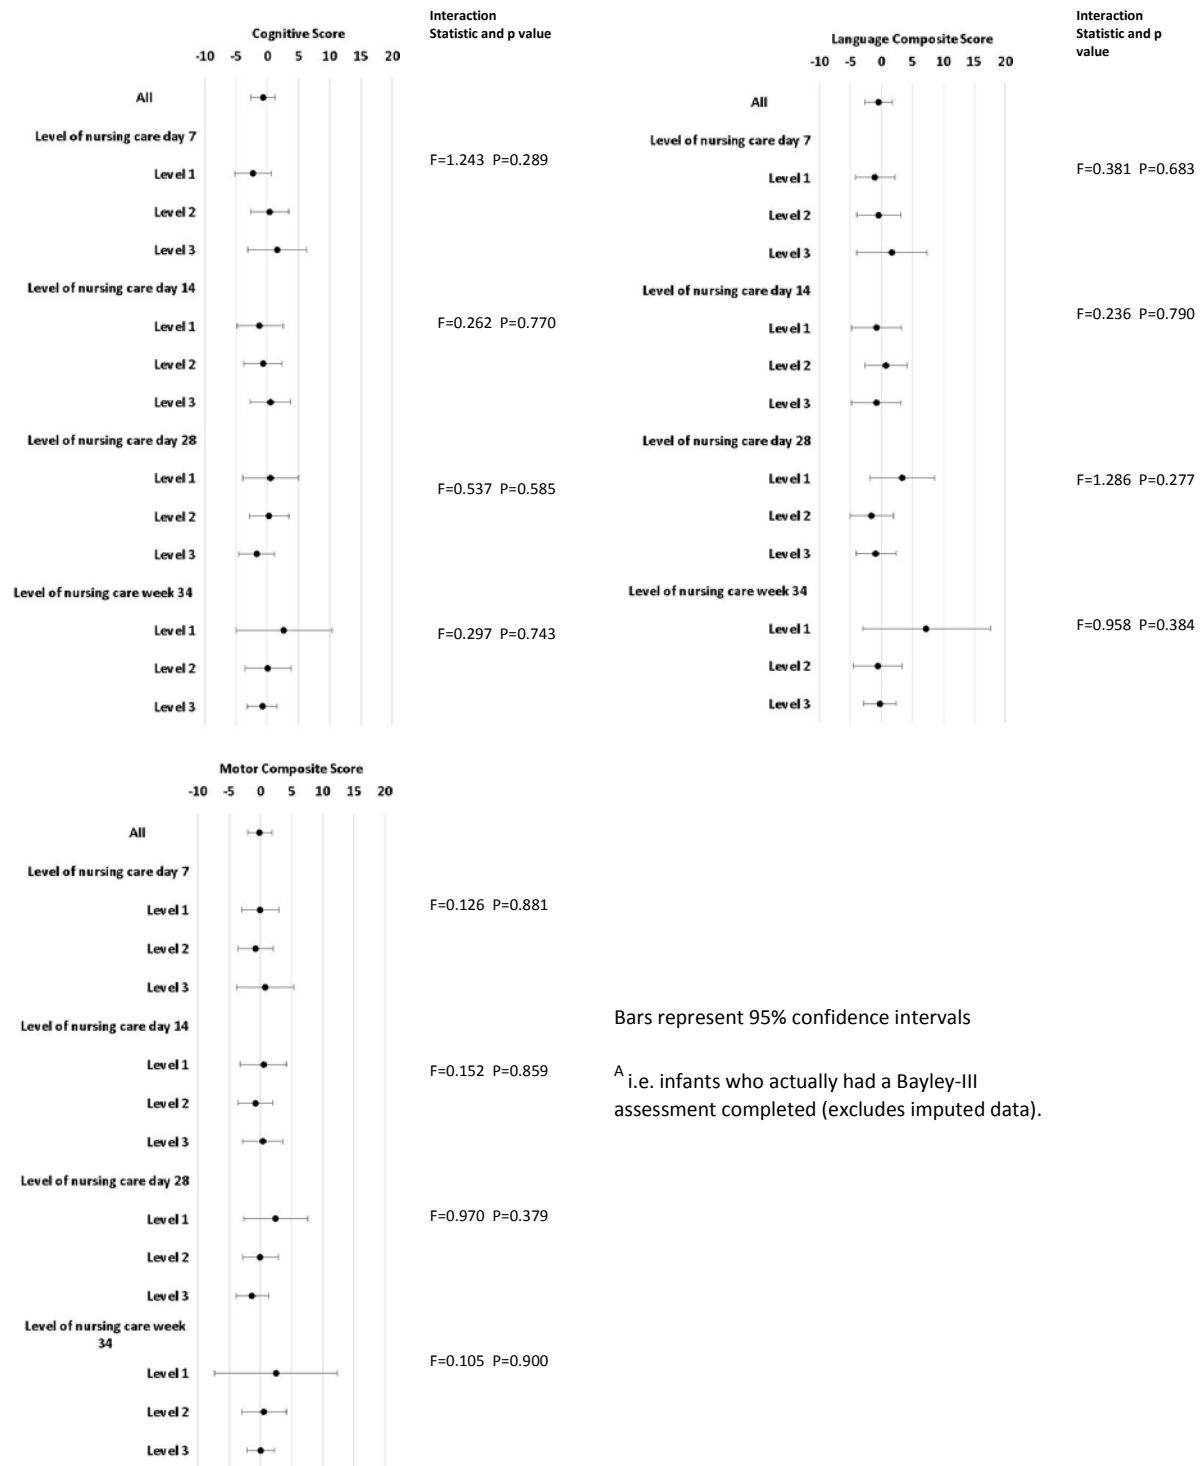 Interaction
Statistic and p value
Cognitive Score
-10 -5 0 5 10 15 20
All
Level of nursing care day 7
F=1.243 P=0.289
Level 1
Level 2
Level 3
Level of nursing care day 14
Level 1
F=0.262 P=0.770
Level 2
Level 3
Level of nursing care day 28
Level 1
F=0.537 P=0.585
Level 2
Level 3
Level of nursing care week 34
Level 1
F=0.297 P=0.743
Level 2
Level 3
Interaction
Statistic and p
value
Language Composite Score
-10 -5 0 5 10 15 20
All
Level of nursing care day 7
F=0.381 P=0.683
Level 1
Level 2
Level 3
Level of nursing care day 14
F=0.236 P=0.790
Level 1
Level 2
Level 3
Level of nursing care day 28
Level 1
F=1.286 P=0.277
Level 2
Level 3
Level of nursing care week 34
Level 1
F=0.958 P=0.384
Level 2
Level 3
Motor Composite Score
-10 -5 0 5 10 15 20
All
Level of nursing care day 7
Level 1
F=0.126 P=0.881
Level 2
Level 3
Level of nursing care day 14
Level 1
F=0.152 P=0.859
Level 2
Level 3
Level of nursing care day 28
Level 1
F=0.970 P=0.379
Level 2
Level 3
Level of nursing care week
34
Level 1
F=0.105 P=0.900
Level 2
Level 3
Bars represent 95% confidence intervals
A i.e. infants who actually had a Bayley-III
assessment completed (excludes imputed data).